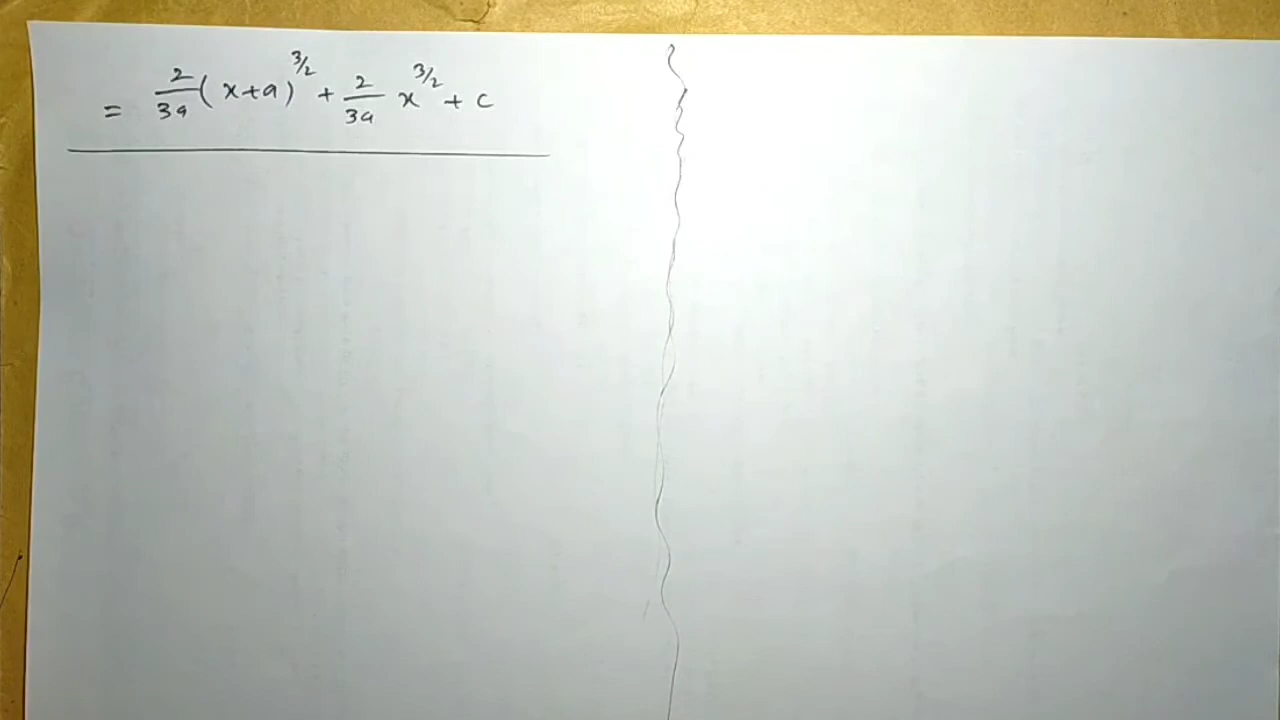 = 2/3a (x+a)^3/2 + 2/3a x^3/2 + c